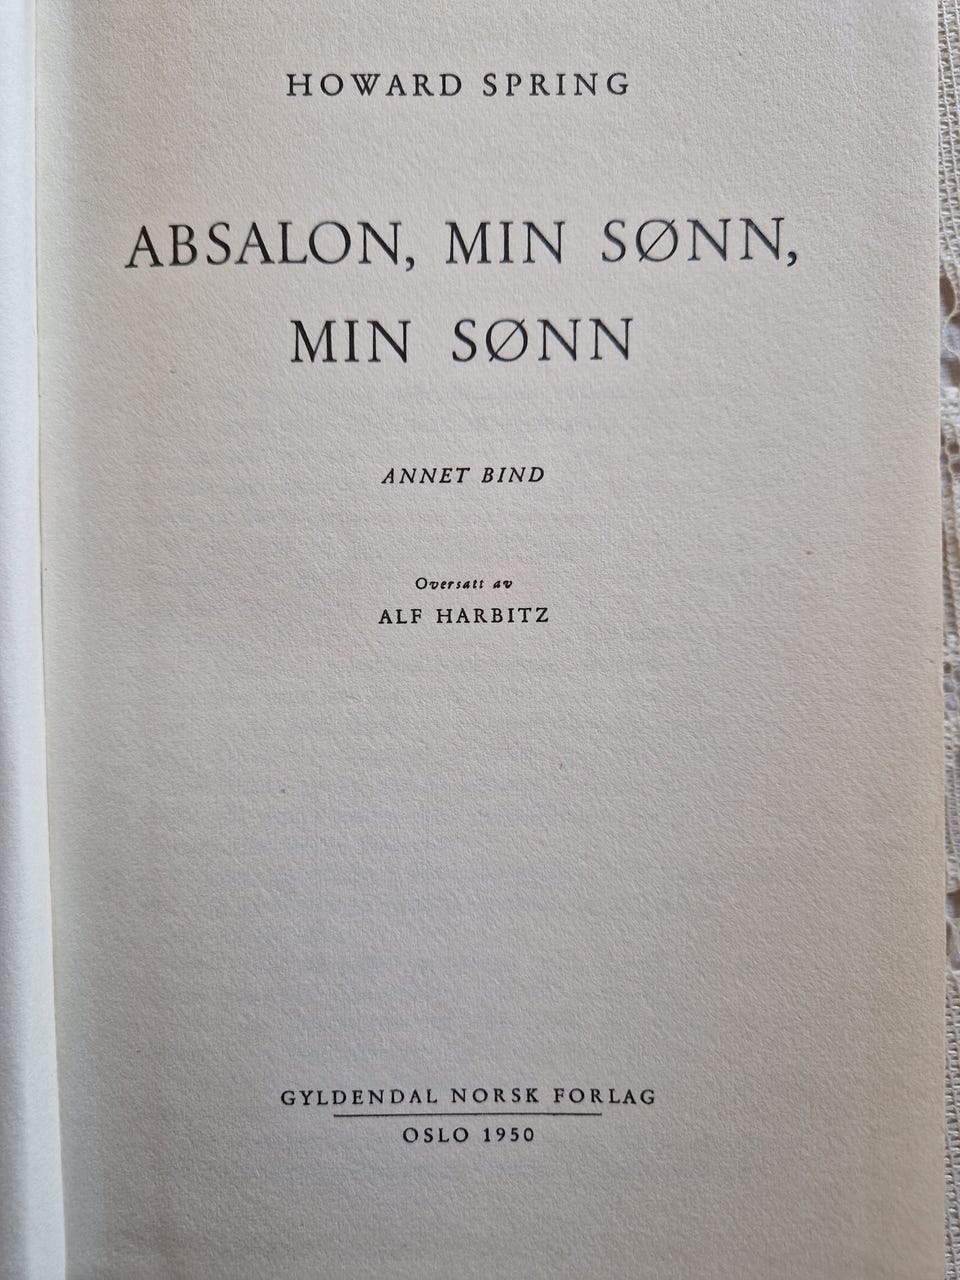 HOWARD SPRING
ABSALON, MIN SØNN,
MIN SØNN
ANNET BIND
Oversatt av
ALF HARBITZ
GYLDENDAL NORSK FORLAG
OSLO 1950